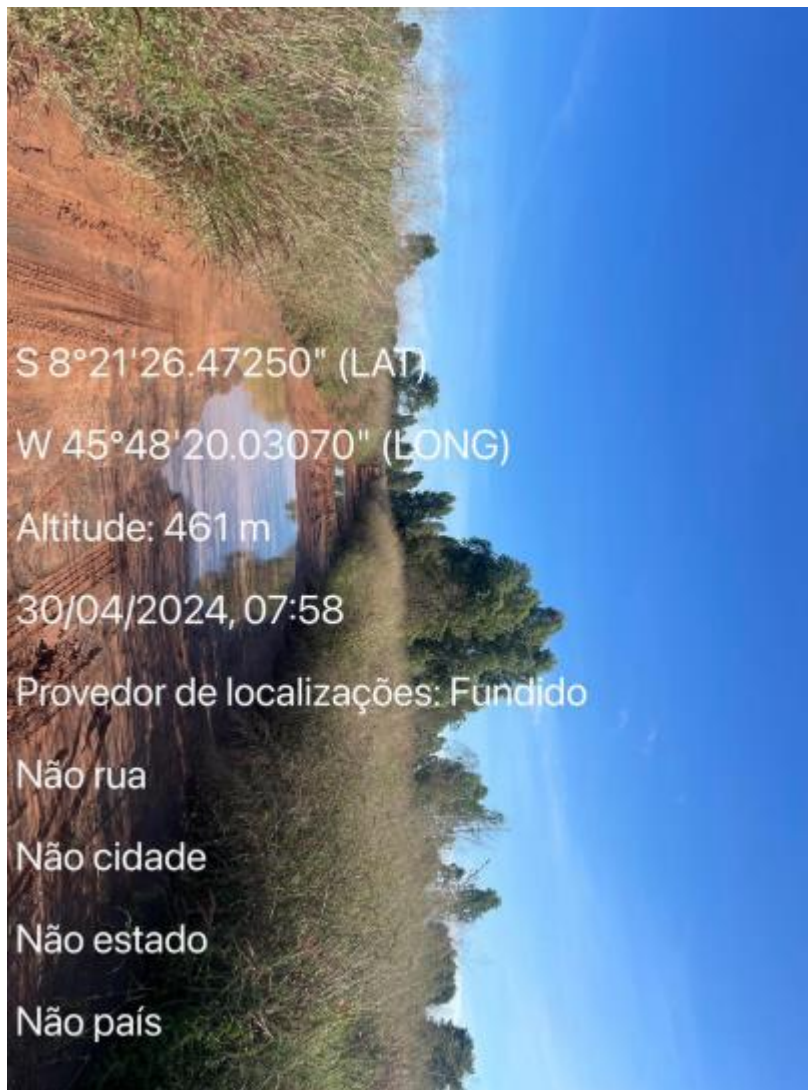 S 8°21'26.47250" (LAT)
W 45°48'20.03070" (LONG)
Altitude: 461 m
30/04/2024, 07:58
Provedor de localizações: Fundido
Não rua
Não cidade
Não estado
Não país